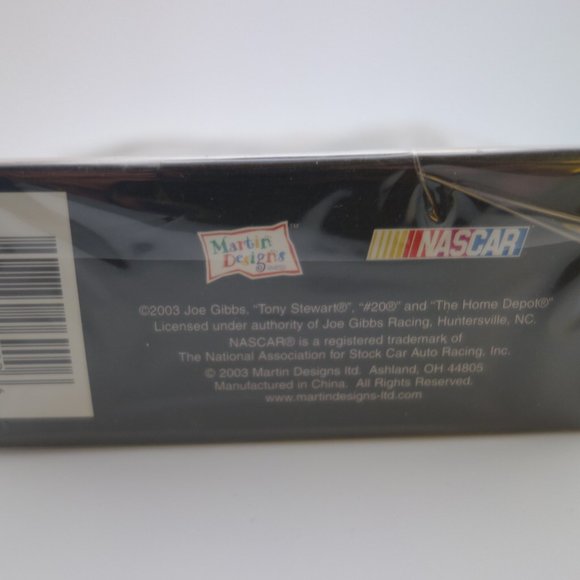 Martin
Designs
™
NASCAR
©2003 Joe Gibbs, "Tony Stewart®", "#20®" and "The Home Depot®"
Licensed under authority of Joe Gibbs Racing, Huntersville, NC.
NASCAR® is a registered trademark of
The National Association for Stock Car Auto Racing, Inc.
© 2003 Martin Designs ltd. Ashland, OH 44805
Manufactured in China. All Rights Reserved.
www.martindesigns-ltd.com